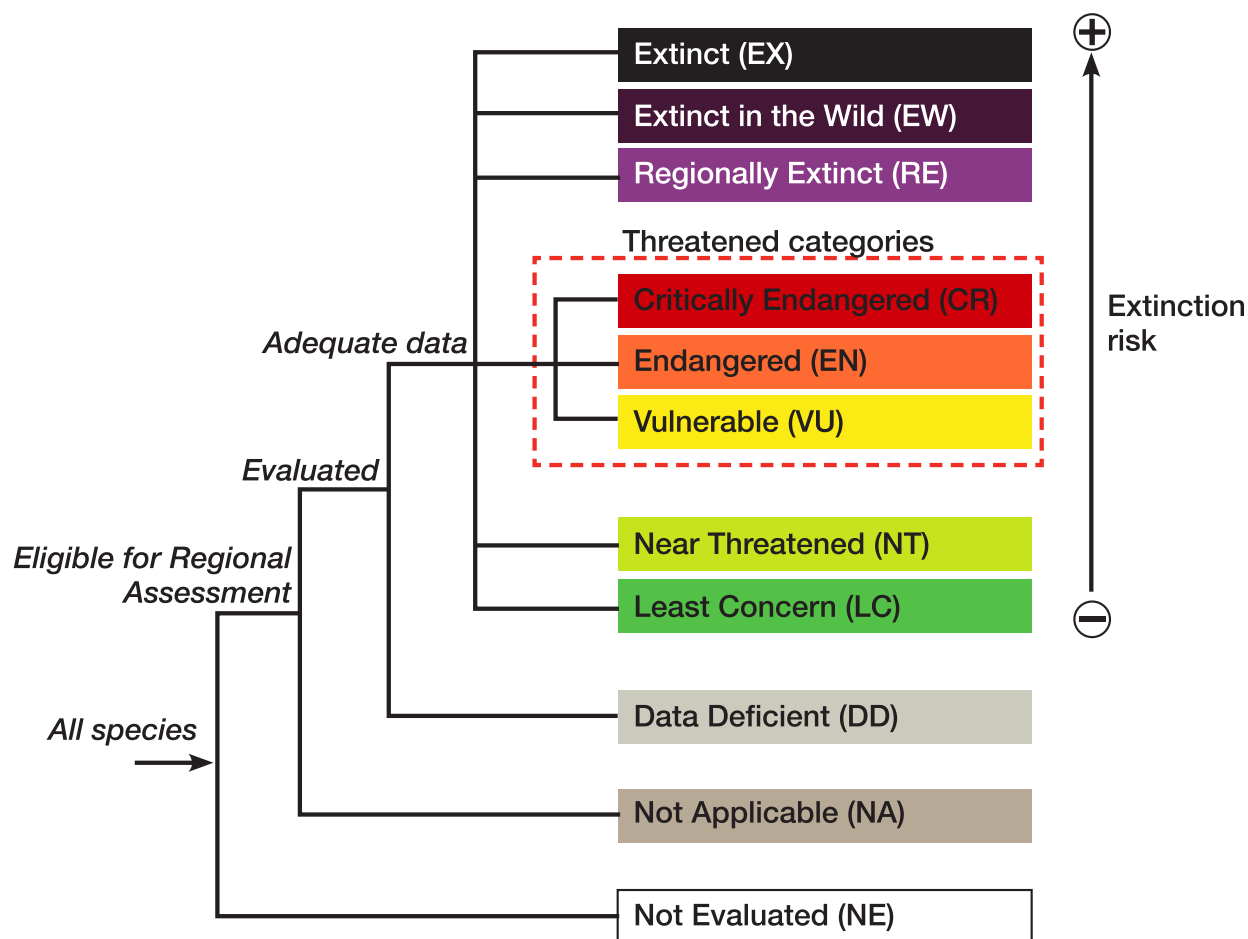 Extinct (EX)
Extinct in the Wild (EW)
Regionally Extinct (RE)
Threatened categories
Critically Endangered (CR)
Endangered (EN)
Vulnerable (VU)
Near Threatened (NT)
Least Concern (LC)
Data Deficient (DD)
Not Applicable (NA)
Not Evaluated (NE)
Adequate data
Evaluated
Eligible for Regional
Assessment
All species
+
Extinction
risk
−